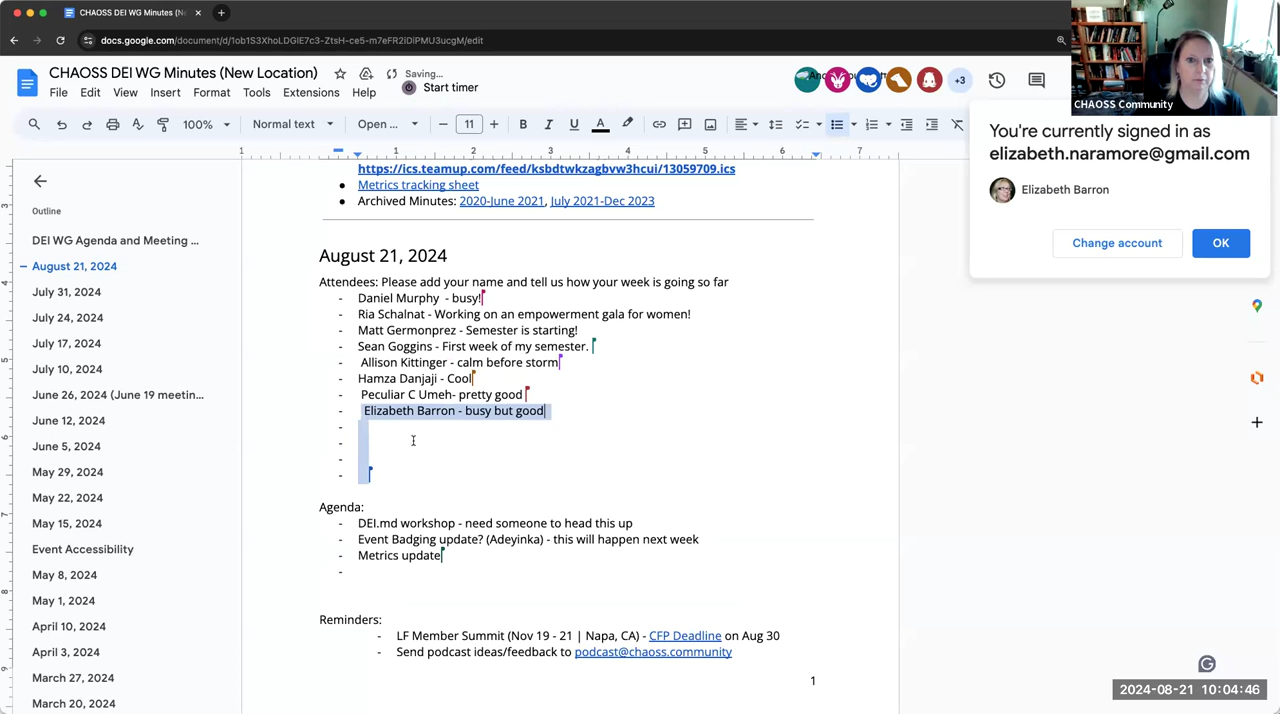 CHAOSS DEI WG Minutes (Ne
docs.google.com/document/d/1ob1S3XhoLDGIE7c3-ZtsH-ce5-m7eFR2iDiPMU3ucgM/edit
CHAOSS DEI WG Minutes (New Location)
Saving...
File Edit View Insert Format Help Tools Extensions Help
Start timer
+3
100%
Normal text
Open ...
11
CHAOSS Community
You're currently signed in as
elizabeth.naramore@gmail.com
Elizabeth Barron
Change account
OK
Outline
DEI WG Agenda and Meeting ...
August 21, 2024
July 31, 2024
July 24, 2024
July 17, 2024
July 10, 2024
June 26, 2024 (June 19 meetin...
June 12, 2024
June 5, 2024
May 29, 2024
May 22, 2024
May 15, 2024
Event Accessibility
May 8, 2024
May 1, 2024
April 10, 2024
April 3, 2024
March 27, 2024
March 20, 2024
https://ics.teamup.com/feed/ksbdtwkzagbvw3hcui/13059709.ics
● Metrics tracking sheet
● Archived Minutes: 2020-June 2021, July 2021-Dec 2023
August 21, 2024
Attendees: Please add your name and tell us how your week is going so far
- Daniel Murphy - busy!
- Ria Schalnat - Working on an empowerment gala for women!
- Matt Germonprez - Semester is starting!
- Sean Goggins - First week of my semester.
- Allison Kittinger - calm before storm
- Hamza Danjaji - Cool
- Peculiar C Umeh- pretty good
- Elizabeth Barron - busy but good
-
-
-
-
Agenda:
- DEI.md workshop - need someone to head this up
- Event Badging update? (Adeyinka) - this will happen next week
- Metrics update
-
Reminders:
- LF Member Summit (Nov 19 - 21 | Napa, CA) - CFP Deadline on Aug 30
- Send podcast ideas/feedback to podcast@chaoss.community
1
2024-08-21 10:04:46